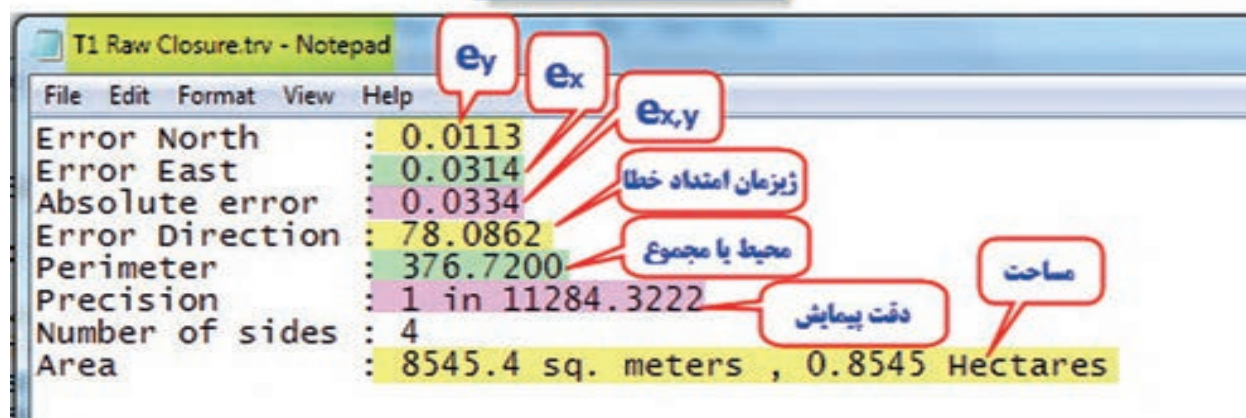 T1 Raw Closure.trv - Notepad
File Edit Format View Help
ey
ex
ex,y
Error North : 0.0113
Error East : 0.0314
Absolute error : 0.0334
Error Direction : 78.0862
Perimeter : 376.7200
Precision : 1 in 11284.3222
Number of sides : 4
Area : 8545.4 sq. meters , 0.8545 Hectares
ژیزمان امتداد خطا
محیط یا مجموع
دقت پیمایش
مساحت